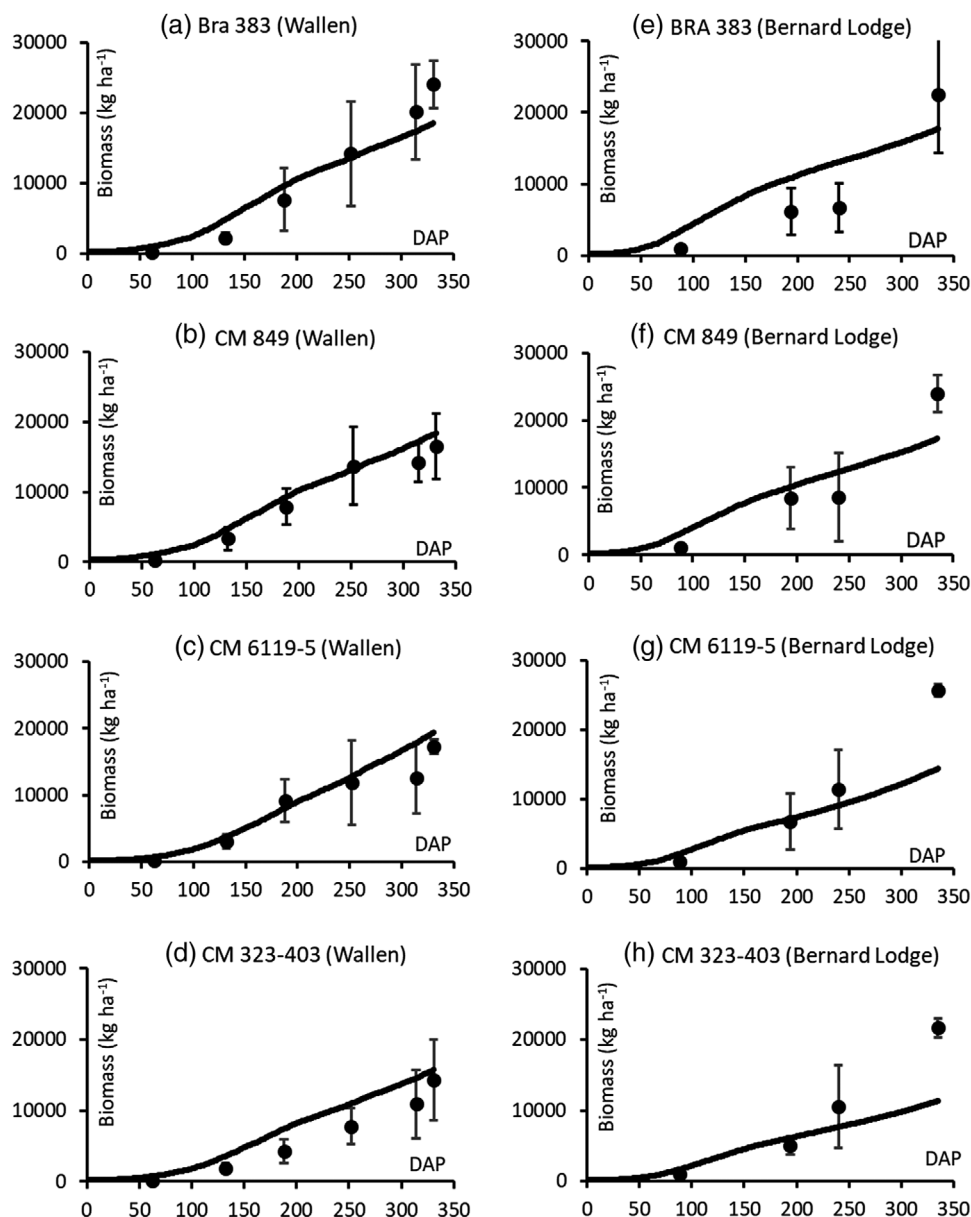 (a) Bra 383 (Wallen)
30000
20000
10000
0
Biomass (kg ha⁻¹)
DAP
0 50 100 150 200 250 300 350
(e) BRA 383 (Bernard Lodge)
30000
20000
10000
0
Biomass (kg ha⁻¹)
DAP
0 50 100 150 200 250 300 350
(b) CM 849 (Wallen)
30000
20000
10000
0
Biomass (kg ha⁻¹)
DAP
0 50 100 150 200 250 300 350
(f) CM 849 (Bernard Lodge)
30000
20000
10000
0
Biomass (kg ha⁻¹)
DAP
0 50 100 150 200 250 300 350
(c) CM 6119-5 (Wallen)
30000
20000
10000
0
Biomass (kg ha⁻¹)
DAP
0 50 100 150 200 250 300 350
(g) CM 6119-5 (Bernard Lodge)
30000
20000
10000
0
Biomass (kg ha⁻¹)
DAP
0 50 100 150 200 250 300 350
(d) CM 323-403 (Wallen)
30000
20000
10000
0
Biomass (kg ha⁻¹)
DAP
0 50 100 150 200 250 300 350
(h) CM 323-403 (Bernard Lodge)
30000
20000
10000
0
Biomass (kg ha⁻¹)
DAP
0 50 100 150 200 250 300 350